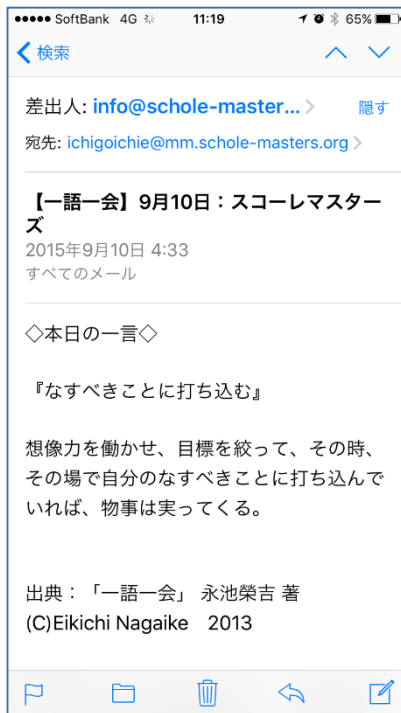 SoftBank 4G 11:19 65%
検索
差出人: info@schole-master...
隠す
宛先: ichigoichie@mm.schole-masters.org
【一語一会】9月10日：スコーレマスター
ズ
2015年9月10日 4:33
すべてのメール
◇本日の一言◇
『なすべきことに打ち込む』
想像力を働かせ、目標を絞って、その時、
その場で自分のなすべきことに打ち込んで
いれば、物事は実ってくる。
出典：「一語一会」 永池榮吉 著
(C)Eikichi Nagaike　2013